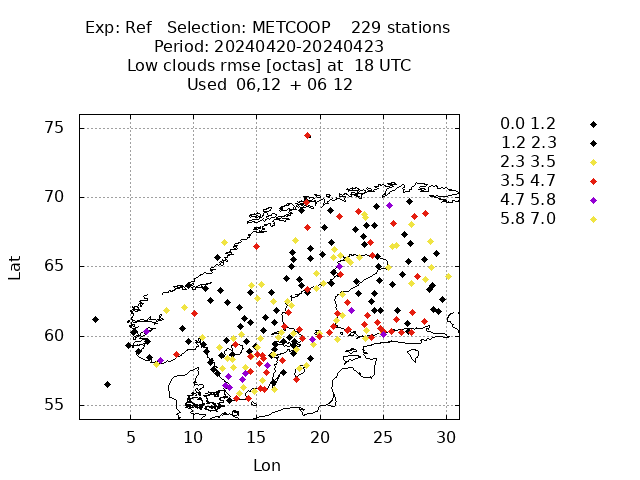 Exp: Ref   Selection: METCOOP    229 stations
Period: 20240420-20240423
Low clouds rmse [octas] at  18 UTC
Used  06,12  + 06 12
75
70
65
60
55
5 10 15 20 25 30
Lat
Lon
0.0 1.2
1.2 2.3
2.3 3.5
3.5 4.7
4.7 5.8
5.8 7.0